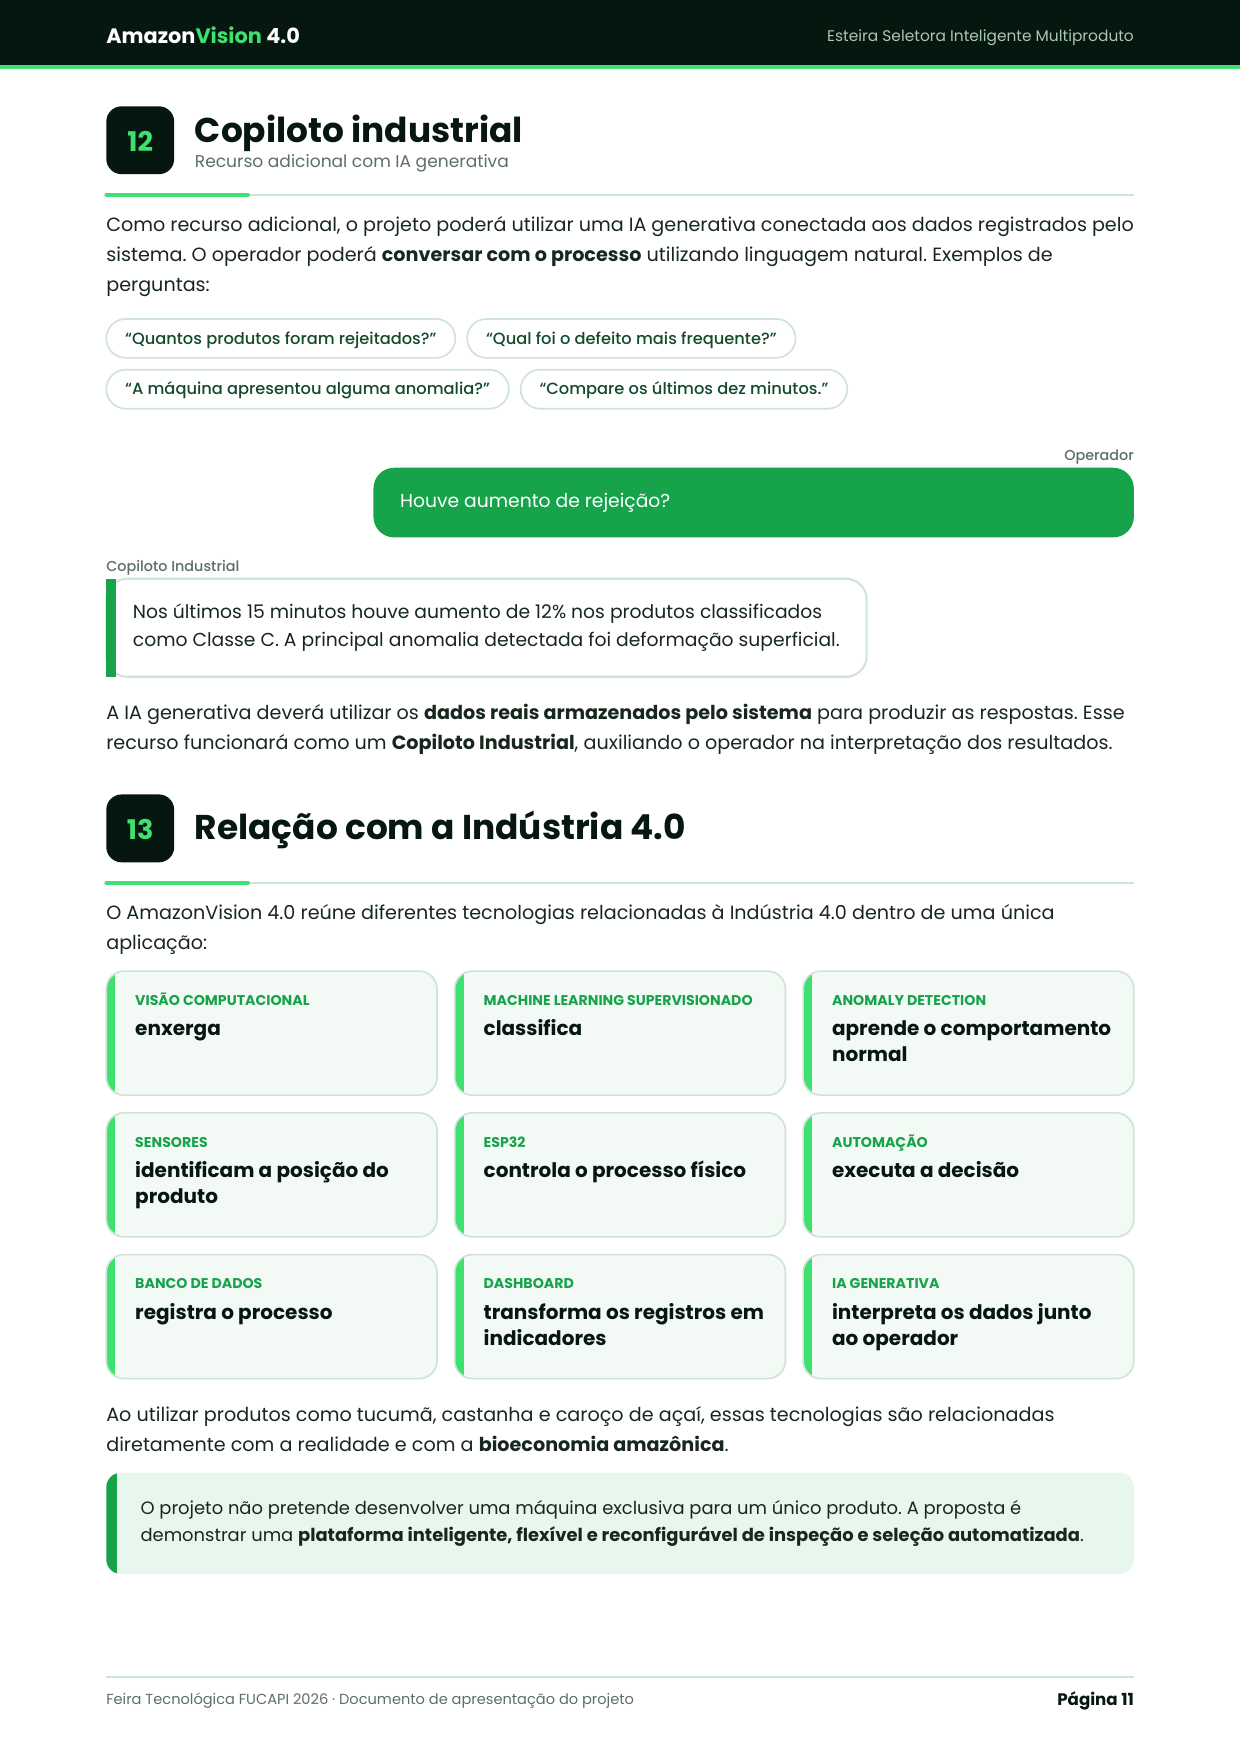 AmazonVision 4.0
Esteira Seletora Inteligente Multiproduto
12
Copiloto industrial
Recurso adicional com IA generativa
Como recurso adicional, o projeto poderá utilizar uma IA generativa conectada aos dados registrados pelo
sistema. O operador poderá conversar com o processo utilizando linguagem natural. Exemplos de
perguntas:
“Quantos produtos foram rejeitados?”
“Qual foi o defeito mais frequente?”
“A máquina apresentou alguma anomalia?”
“Compare os últimos dez minutos.”
Operador
Houve aumento de rejeição?
Copiloto Industrial
Nos últimos 15 minutos houve aumento de 12% nos produtos classificados
como Classe C. A principal anomalia detectada foi deformação superficial.
A IA generativa deverá utilizar os dados reais armazenados pelo sistema para produzir as respostas. Esse
recurso funcionará como um Copiloto Industrial, auxiliando o operador na interpretação dos resultados.
13
Relação com a Indústria 4.0
O AmazonVision 4.0 reúne diferentes tecnologias relacionadas à Indústria 4.0 dentro de uma única
aplicação:
VISÃO COMPUTACIONAL
enxerga
MACHINE LEARNING SUPERVISIONADO
classifica
ANOMALY DETECTION
aprende o comportamento
normal
SENSORES
identificam a posição do
produto
ESP32
controla o processo físico
AUTOMAÇÃO
executa a decisão
BANCO DE DADOS
registra o processo
DASHBOARD
transforma os registros em
indicadores
IA GENERATIVA
interpreta os dados junto
ao operador
Ao utilizar produtos como tucumã, castanha e caroço de açaí, essas tecnologias são relacionadas
diretamente com a realidade e com a bioeconomia amazônica.
O projeto não pretende desenvolver uma máquina exclusiva para um único produto. A proposta é
demonstrar uma plataforma inteligente, flexível e reconfigurável de inspeção e seleção automatizada.
Feira Tecnológica FUCAPI 2026 · Documento de apresentação do projeto
Página 11